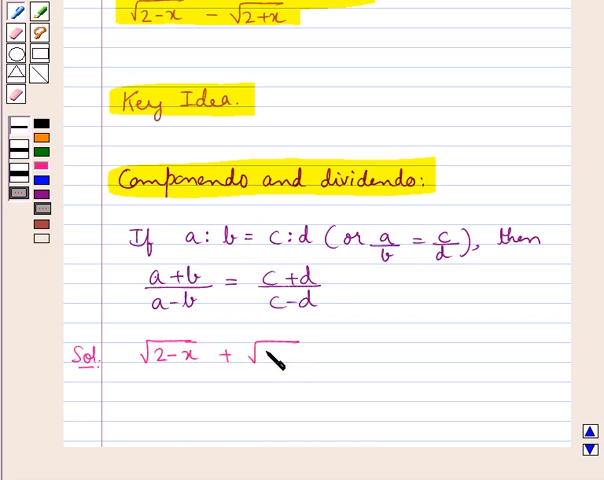 √2-x - √2+x
Key Idea.
Componendo and dividendo:
If a : b = c : d (or a/b = c/d), then
a+b/a-b = c+d/c-d
Sol. √2-x + √